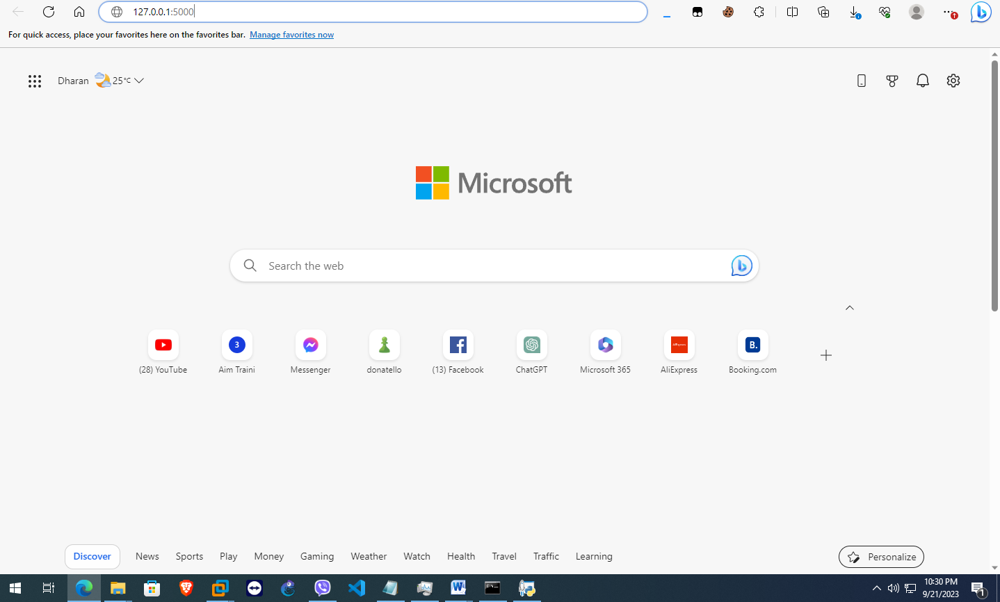 127.0.0.1:5000
For quick access, place your favorites here on the favorites bar. Manage favorites now
Dharan 25 °C
Microsoft
Search the web
3
B.
AliExpress
(28) YouTube
Aim Traini
Messenger
donatello
(13) Facebook
ChatGPT
Microsoft 365
AliExpress
Booking.com
Discover News Sports Play Money Gaming Weather Watch Health Travel Traffic Learning
Personalize
10:30 PM
9/21/2023
1